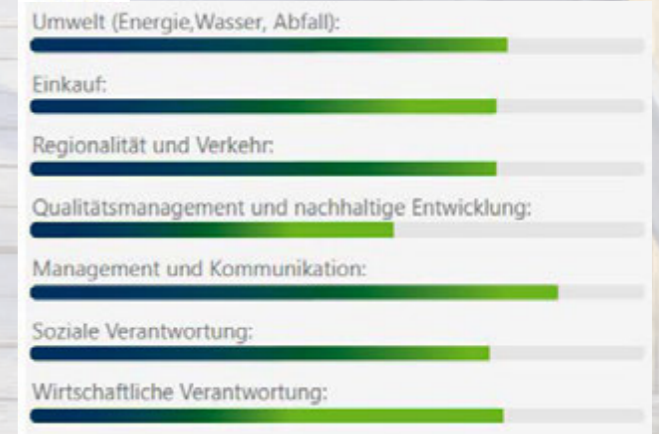 Umwelt (Energie,Wasser, Abfall):
Einkauf:
Regionalität und Verkehr:
Qualitätsmanagement und nachhaltige Entwicklung:
Management und Kommunikation:
Soziale Verantwortung:
Wirtschaftliche Verantwortung: